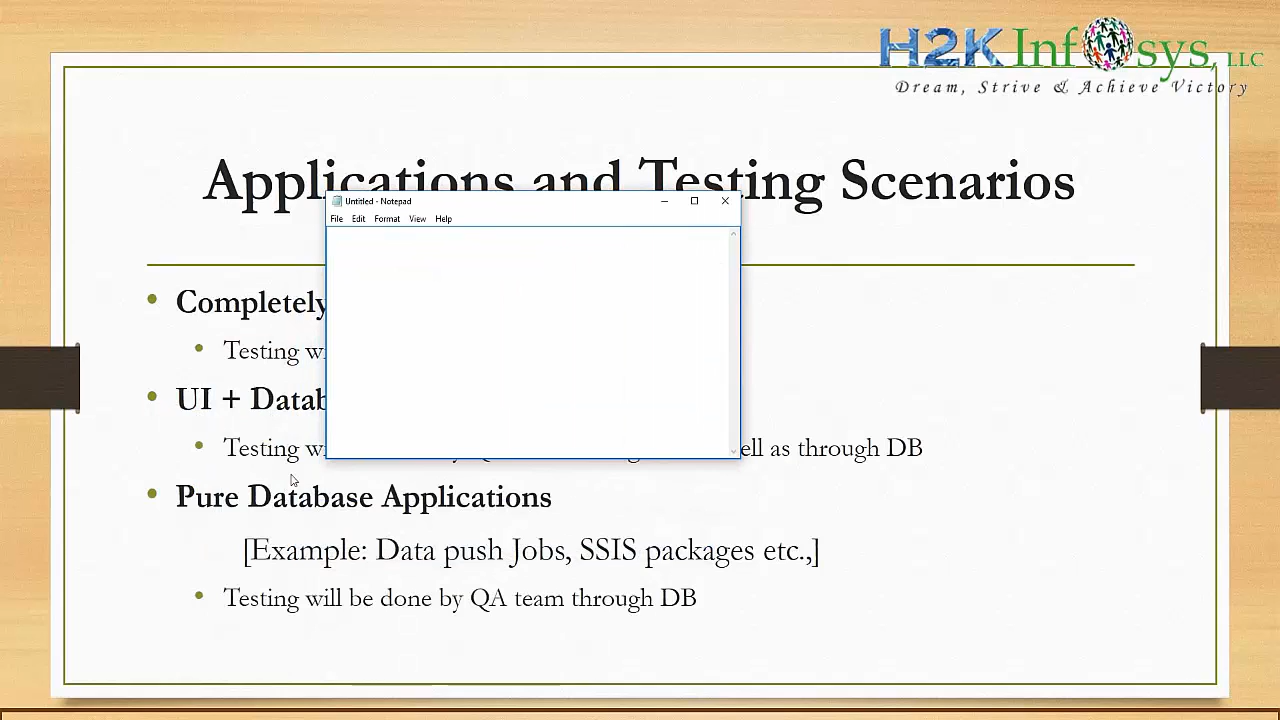 H2K Infosys, LLC
Dream, Strive & Achieve Victory
Applications and Testing Scenarios
Untitled - Notepad
File Edit Format View Help
• Completely
• Testing
• UI +
• Testing ell as through DB
• Pure Database Applications
[Example: Data push Jobs, SSIS packages etc.,]
• Testing will be done by QA team through DB